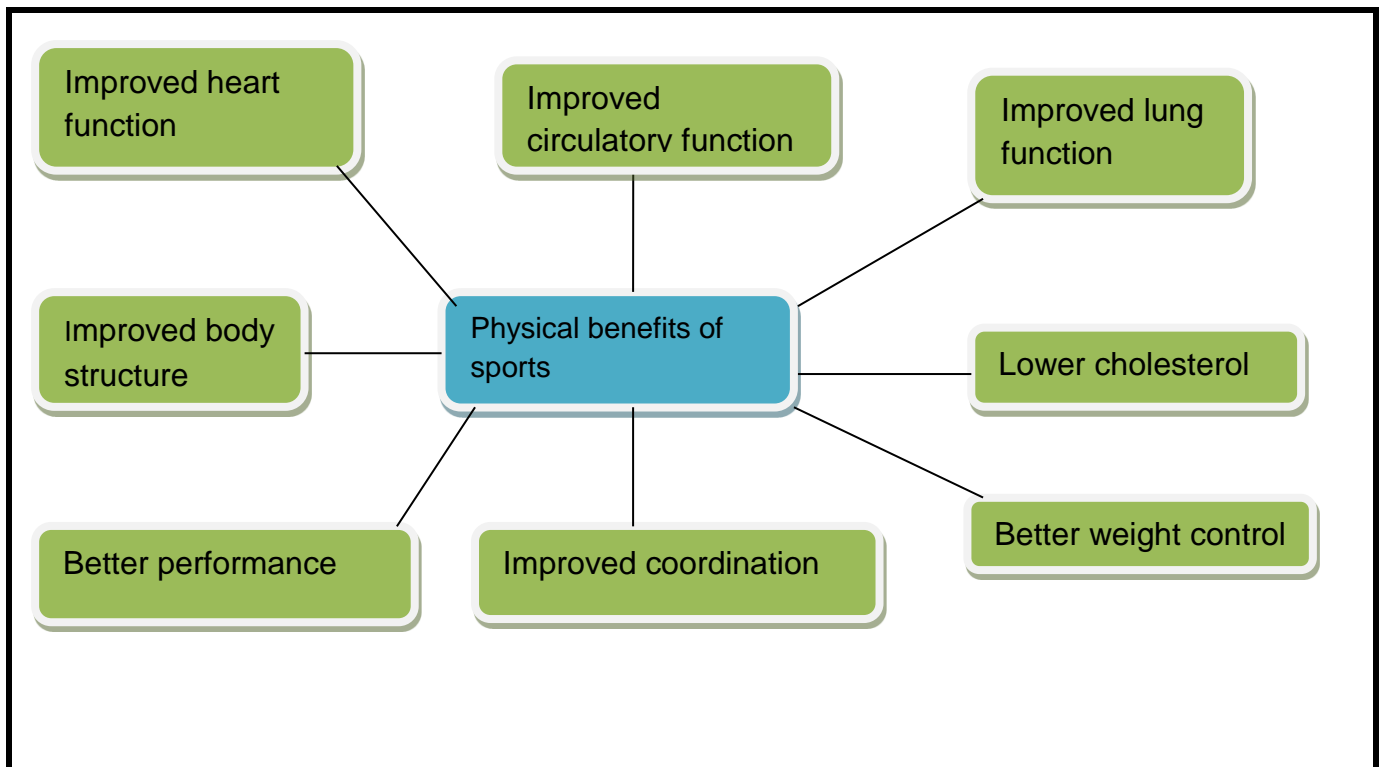 Improved heart
function
Improved
circulatory function
Improved lung
function
Improved body
structure
Physical benefits of
sports
Lower cholesterol
Better performance
Improved coordination
Better weight control